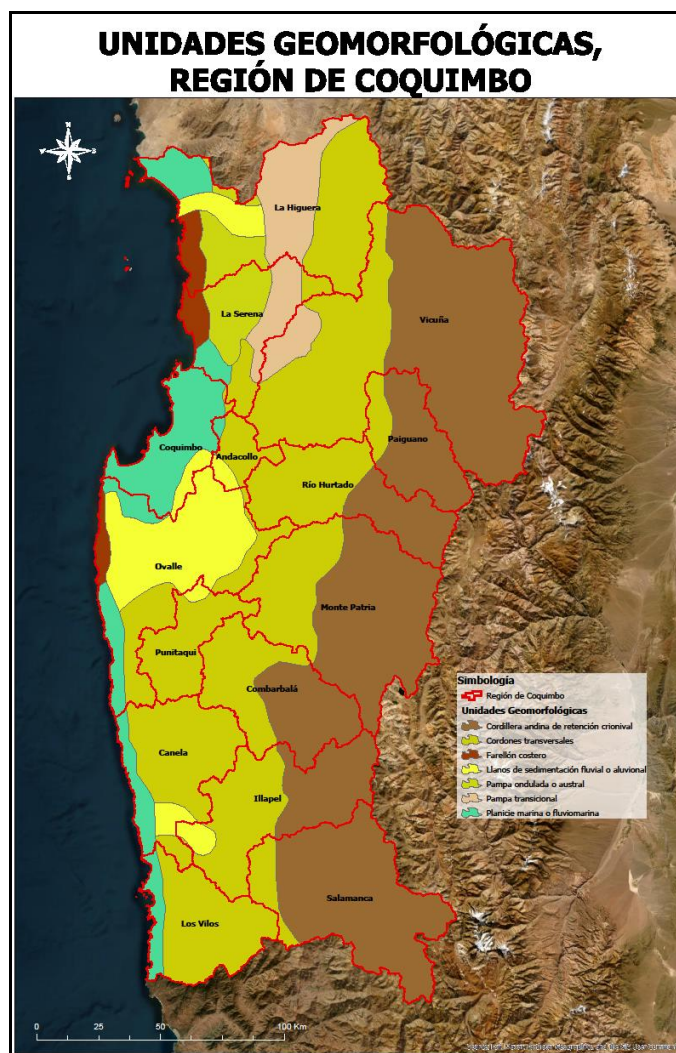 UNIDADES GEOMORFOLÓGICAS,
REGIÓN DE COQUIMBO
La Higuera
La Serena
Vicuña
Paiguano
Coquimbo
Andacollo
Río Hurtado
Ovalle
Monte Patria
Punitaqui
Combarbalá
Canela
Illapel
Salamanca
Los Vilos
Simbología
Región de Coquimbo
Unidades Geomorfológicas
Cordillera andina de retención crionival
Cordones transversales
Farellón costero
Llanos de sedimentación fluvial o aluvional
Pampa ondulada o austral
Pampa transicional
Planicie marina o fluviomarina
0 25 50 100 Km